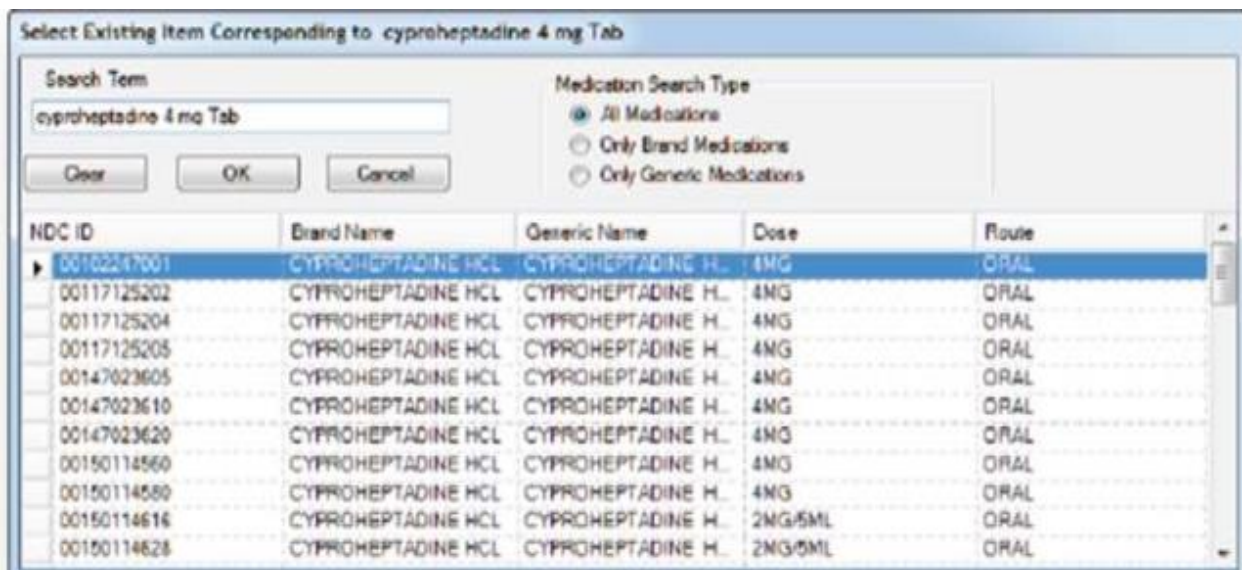 Select Existing Item Corresponding to cyproheptadine 4 mg Tab
Search Term
cyproheptadine 4 mg Tab
Clear OK Cancel
Medication Search Type
All Medications
Only Brand Medications
Only Generic Medications
NDC ID Brand Name Generic Name Dose Route
00182247001 CYPROHEPTADINE HCL CYPROHEPTADINE H... 4MG ORAL
00117125202 CYPROHEPTADINE HCL CYPROHEPTADINE H... 4MG ORAL
00117125204 CYPROHEPTADINE HCL CYPROHEPTADINE H... 4MG ORAL
00117125205 CYPROHEPTADINE HCL CYPROHEPTADINE H... 4MG ORAL
00147023605 CYPROHEPTADINE HCL CYPROHEPTADINE H... 4MG ORAL
00147023610 CYPROHEPTADINE HCL CYPROHEPTADINE H... 4MG ORAL
00147023620 CYPROHEPTADINE HCL CYPROHEPTADINE H... 4MG ORAL
00150114560 CYPROHEPTADINE HCL CYPROHEPTADINE H... 4MG ORAL
00150114580 CYPROHEPTADINE HCL CYPROHEPTADINE H... 4MG ORAL
00150114616 CYPROHEPTADINE HCL CYPROHEPTADINE H... 2MG/5ML ORAL
00150114628 CYPROHEPTADINE HCL CYPROHEPTADINE H... 2MG/5ML ORAL